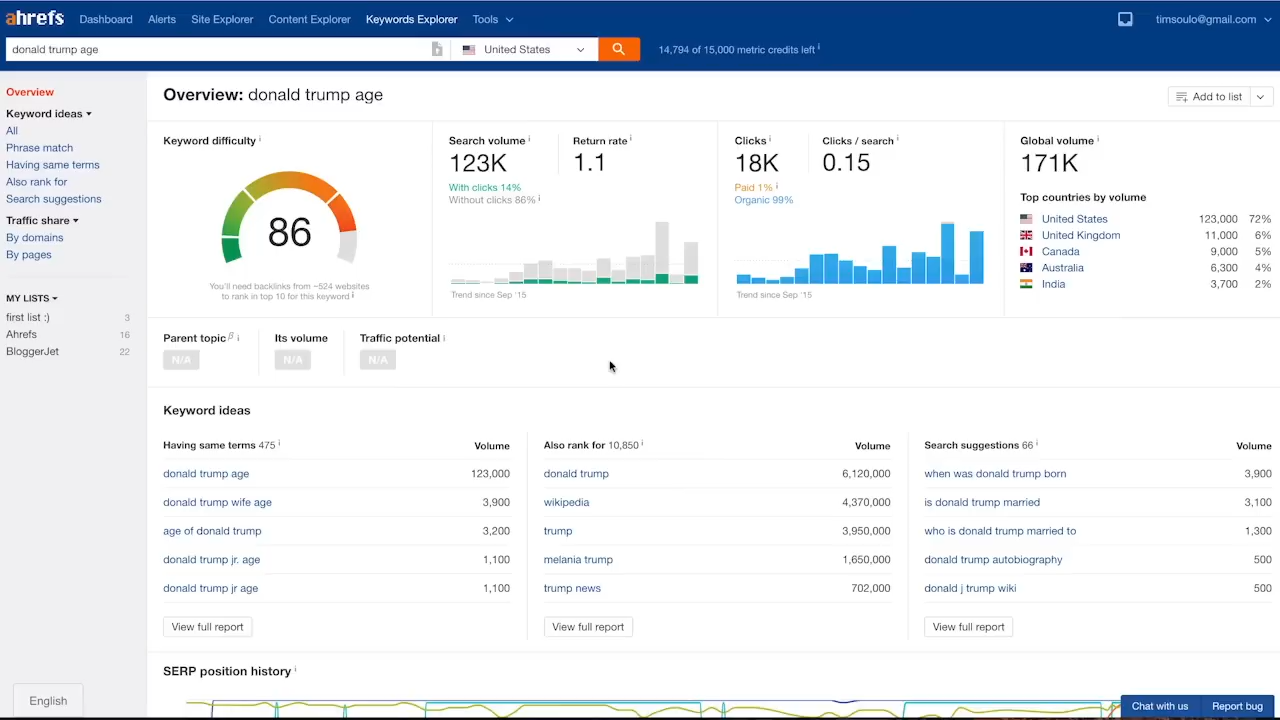 ahrefs Dashboard Alerts Site Explorer Content Explorer Keywords Explorer Tools timsoulo@gmail.com
donald trump age United States 14,794 of 15,000 metric credits left i
Overview
Keyword ideas
All
Phrase match
Having same terms
Also rank for
Search suggestions
Traffic share
By domains
By pages
MY LISTS
first list :) 3
Ahrefs 16
BloggerJet 22
English
Overview: donald trump age
Add to list
Keyword difficulty i
86
You'll need backlinks from ~524 websites
to rank in top 10 for this keyword i
Search volume i
123K
With clicks 14%
Without clicks 86% i
Trend since Sep '15
Return rate i
1.1
Clicks i
18K
Paid 1% i
Organic 99%
Trend since Sep '15
Clicks / search i
0.15
Global volume i
171K
Top countries by volume
United States 123,000 72%
United Kingdom 11,000 6%
Canada 9,000 5%
Australia 6,300 4%
India 3,700 2%
Parent topic β i
N/A
Its volume
N/A
Traffic potential i
N/A
Keyword ideas
Having same terms 475 i Volume
donald trump age 123,000
donald trump wife age 3,900
age of donald trump 3,200
donald trump jr. age 1,100
donald trump jr age 1,100
View full report
Also rank for 10,850 i Volume
donald trump 6,120,000
wikipedia 4,370,000
trump 3,950,000
melania trump 1,650,000
trump news 702,000
View full report
Search suggestions 66 i Volume
when was donald trump born 3,900
is donald trump married 3,100
who is donald trump married to 1,300
donald trump autobiography 500
donald j trump wiki 500
View full report
SERP position history i
Chat with us
Report bug